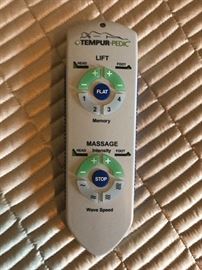 TEMPUR-PEDIC
LIFT
HEAD FOOT
+ +
- FLAT -
1 4
2 3
Memory
MASSAGE
HEAD Intensity FOOT
+ +
- STOP -
Wave Speed